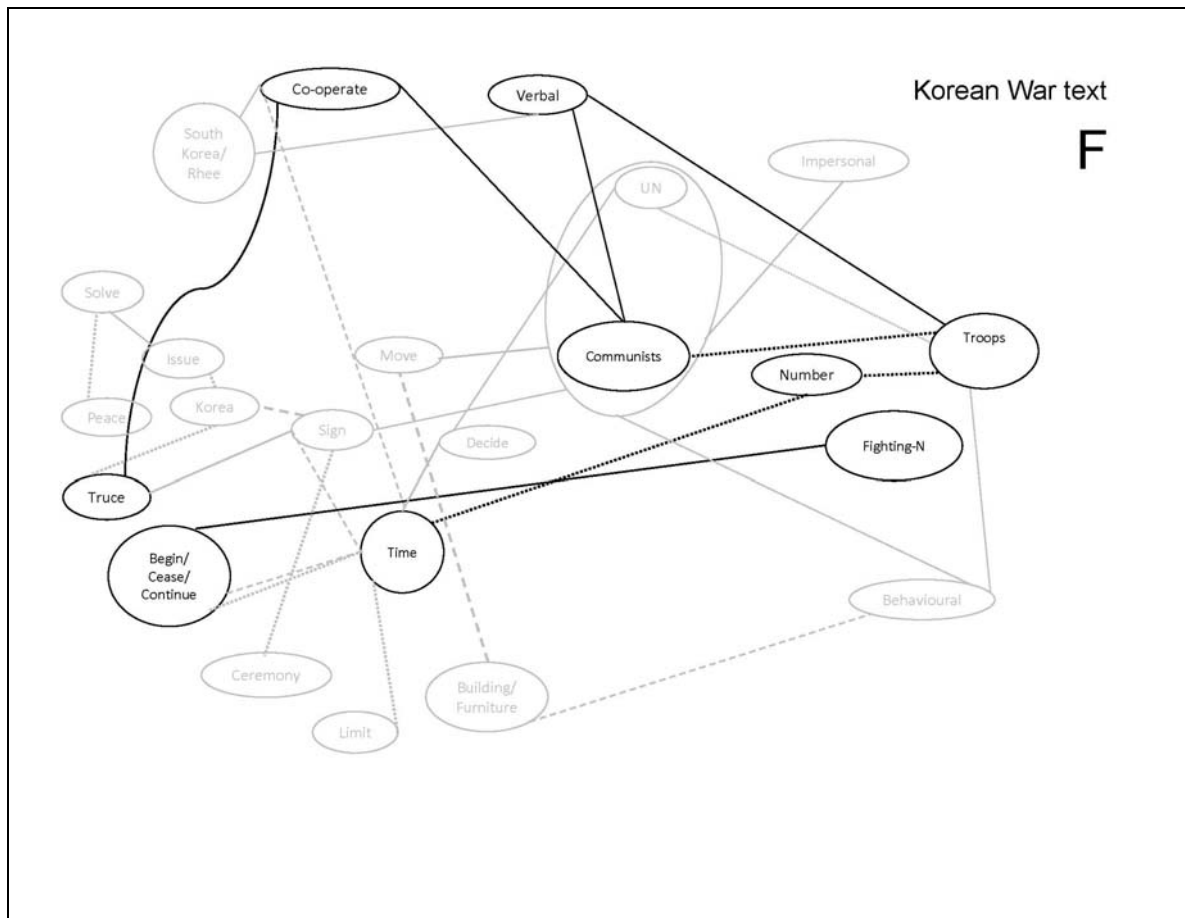 Korean War text
F
Co-operate
Verbal
South
Korea/
Rhee
Impersonal
UN
Solve
Issue
Move
Communists
Troops
Number
Peace
Korea
Sign
Decide
Fighting-N
Truce
Begin/
Cease/
Continue
Time
Behavioural
Ceremony
Building/
Furniture
Limit